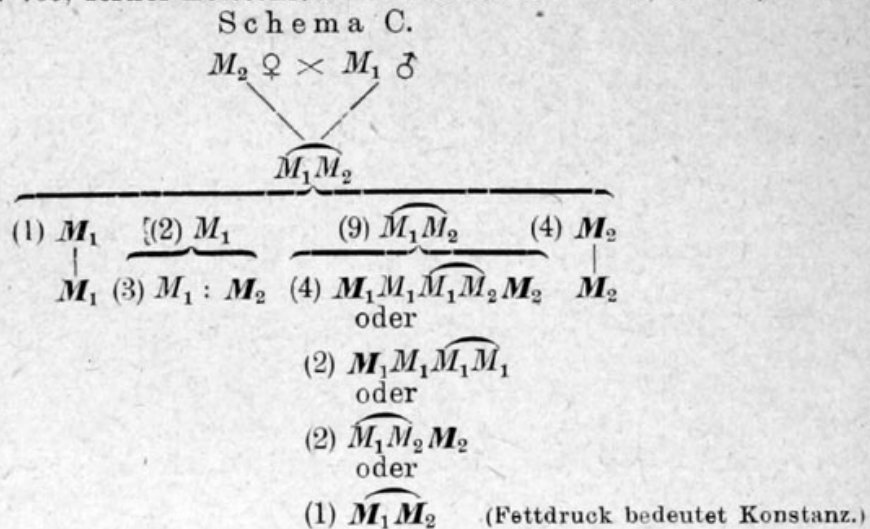 Schema C.
M₂ ♀ × M₁ ♂
M₁M₂
(1) M₁ (2) M₁ (9) M₁M₂ (4) M₂
M₁ (3) M₁ : M₂ (4) M₁M₁M₁M₂M₂ M₂
oder
(2) M₁M₁M₁M₁
oder
(2) M₁M₂M₂
oder
(1) M₁M₂ (Fettdruck bedeutet Konstanz.)